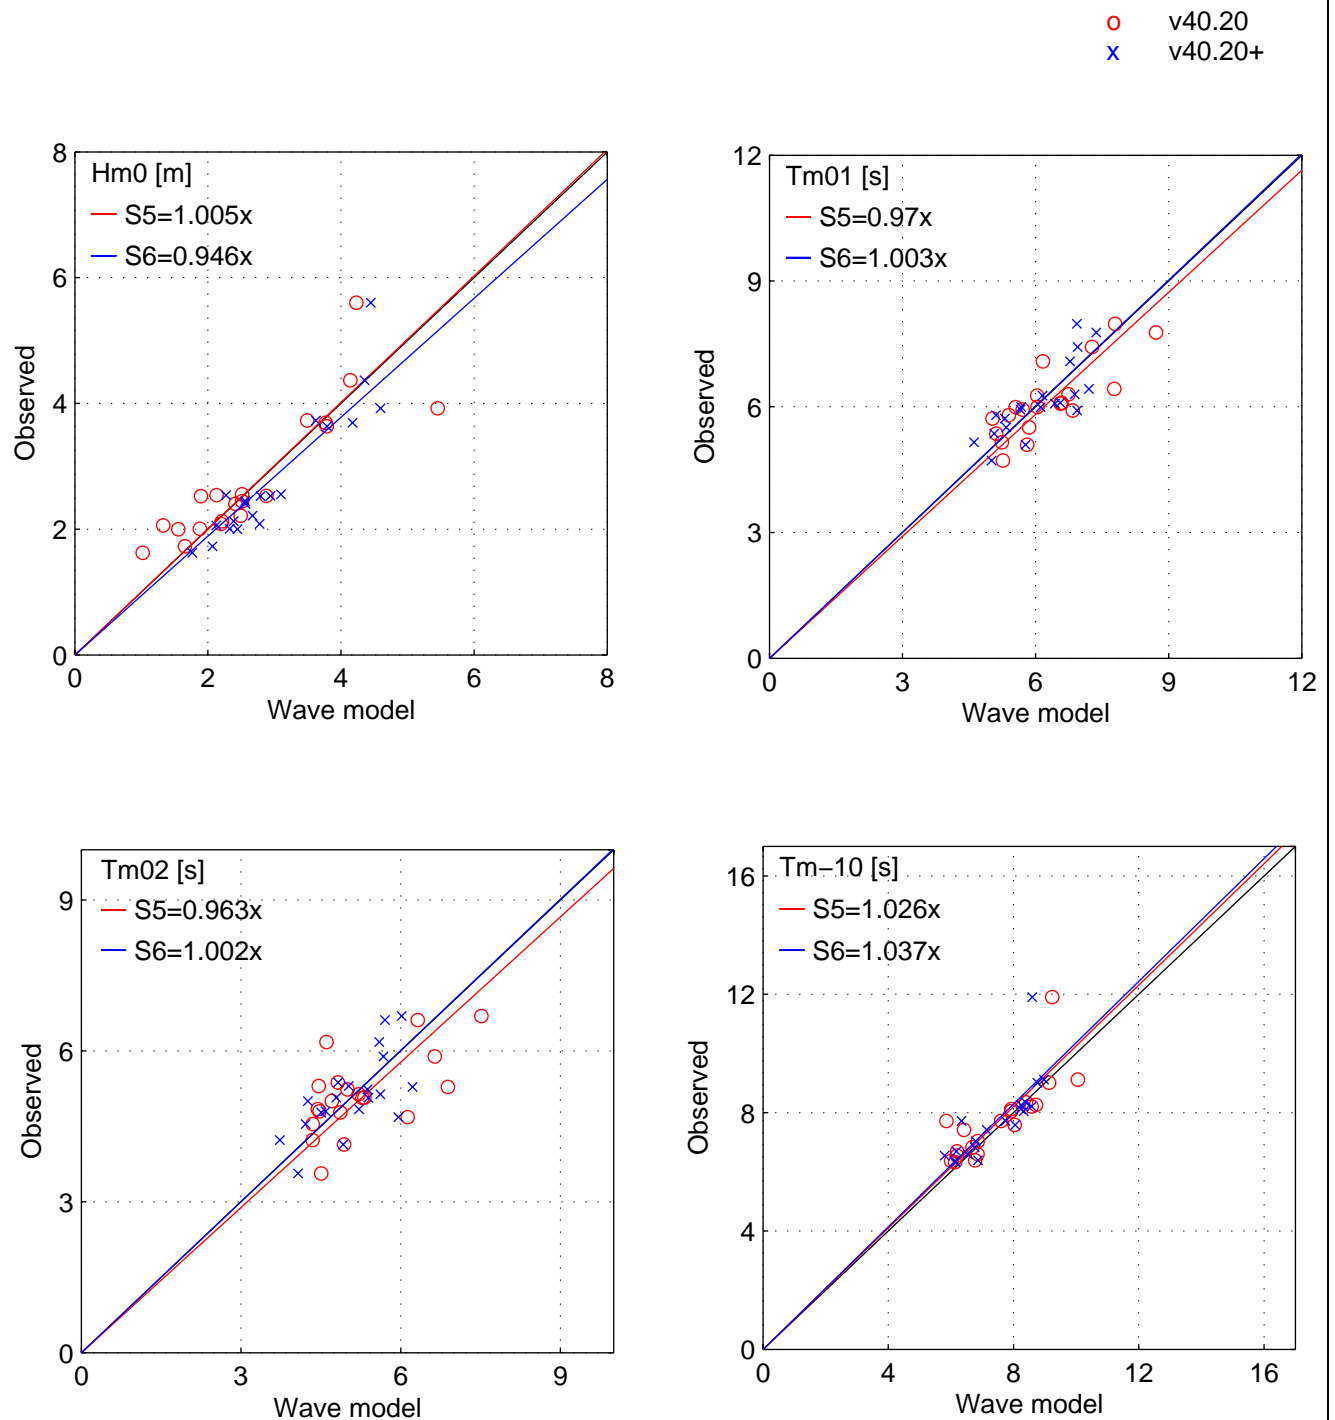 o v40.20
x v40.20+
Hm0 [m]
S5=1.005x
S6=0.946x
8
6
4
2
0
0 2 4 6 8
Observed
Wave model
Tm01 [s]
S5=0.97x
S6=1.003x
12
9
6
3
0
0 3 6 9 12
Observed
Wave model
Tm02 [s]
S5=0.963x
S6=1.002x
9
6
3
0
0 3 6 9
Observed
Wave model
Tm−10 [s]
S5=1.026x
S6=1.037x
16
12
8
4
0
0 4 8 12 16
Observed
Wave model